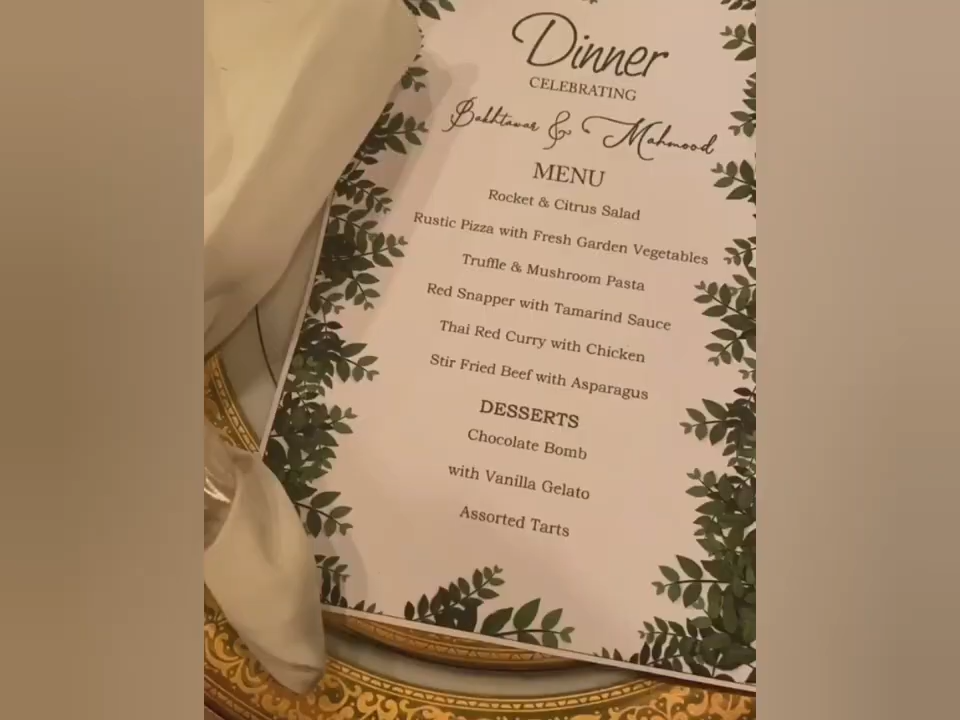 Dinner
CELEBRATING
Bakhtawar & Mahmood
MENU
Rocket & Citrus Salad
Rustic Pizza with Fresh Garden Vegetables
Truffle & Mushroom Pasta
Red Snapper with Tamarind Sauce
Thai Red Curry with Chicken
Stir Fried Beef with Asparagus
DESSERTS
Chocolate Bomb
with Vanilla Gelato
Assorted Tarts